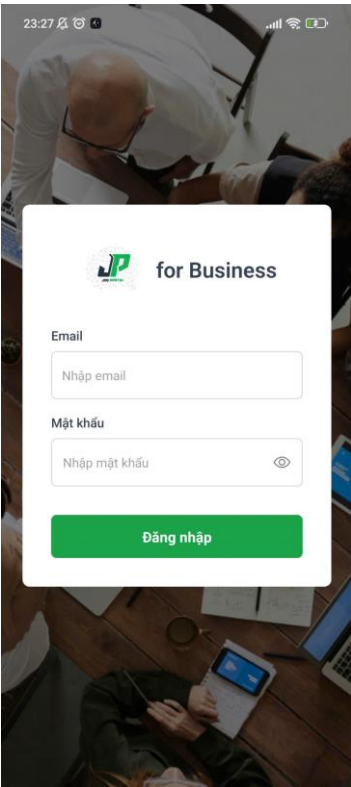 23:27
JP
for Business
Email
Nhập email
Mật khẩu
Nhập mật khẩu
Đăng nhập